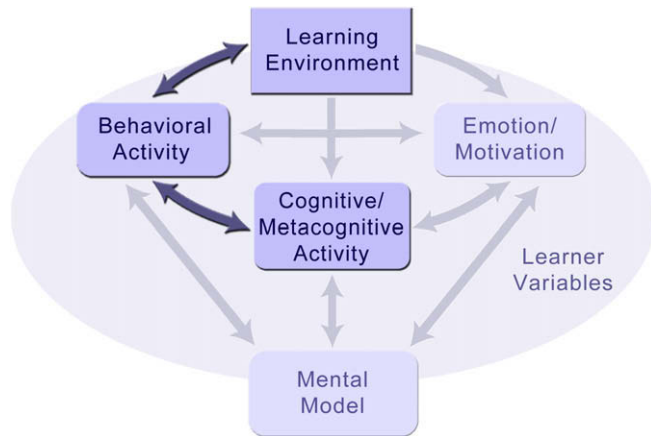 Learning
Environment
Behavioral
Activity
Emotion/
Motivation
Cognitive/
Metacognitive
Activity
Learner
Variables
Mental
Model